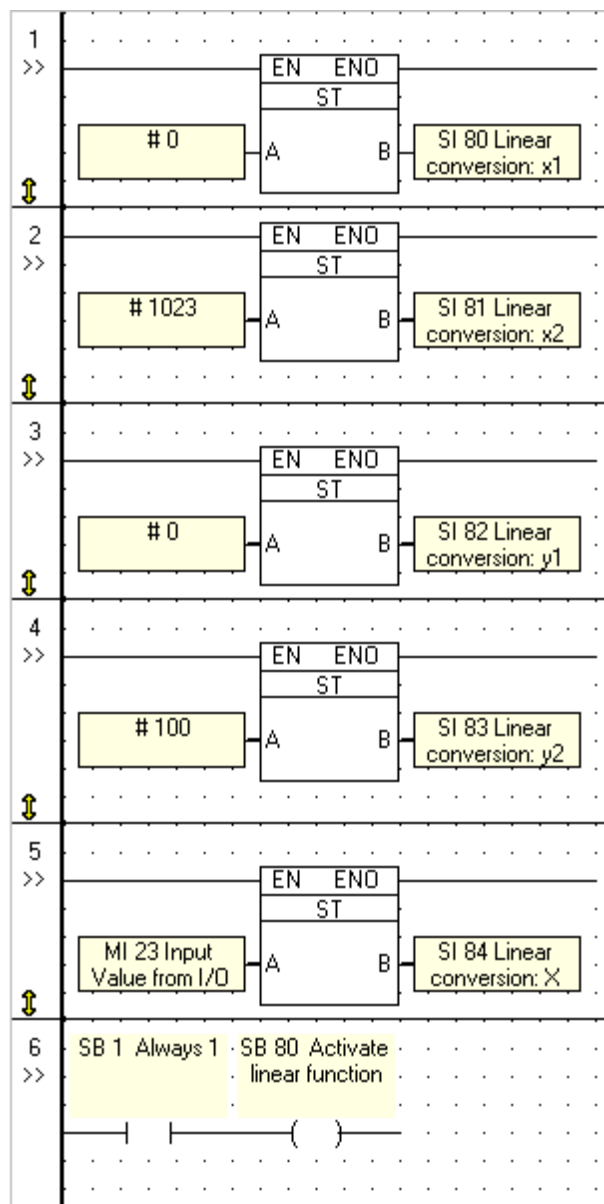 1
>>
EN ENO
ST
# 0
A B
SI 80 Linear
conversion: x1
2
>>
EN ENO
ST
# 1023
A B
SI 81 Linear
conversion: x2
3
>>
EN ENO
ST
# 0
A B
SI 82 Linear
conversion: y1
4
>>
EN ENO
ST
# 100
A B
SI 83 Linear
conversion: y2
5
>>
EN ENO
ST
MI 23 Input
Value from I/O
A B
SI 84 Linear
conversion: X
6
>>
SB 1 Always 1
SB 80 Activate
linear function